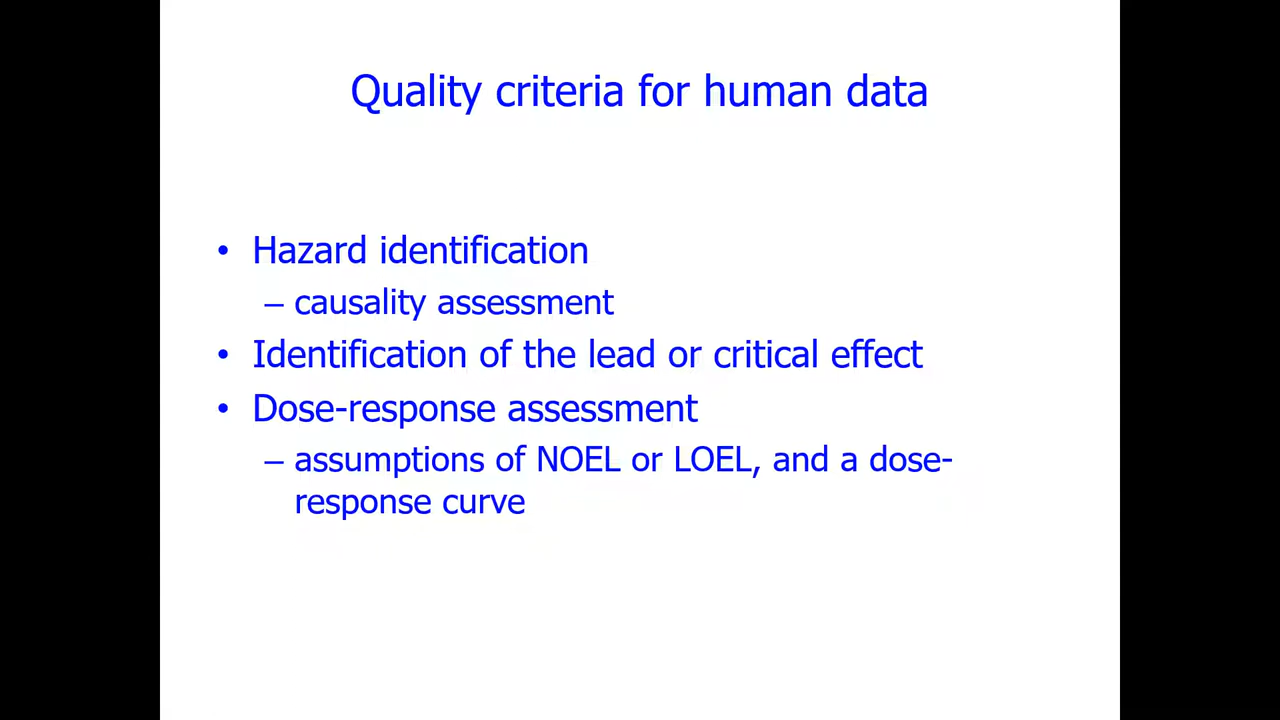 Quality criteria for human data
• Hazard identification
– causality assessment
• Identification of the lead or critical effect
• Dose-response assessment
– assumptions of NOEL or LOEL, and a dose-
response curve